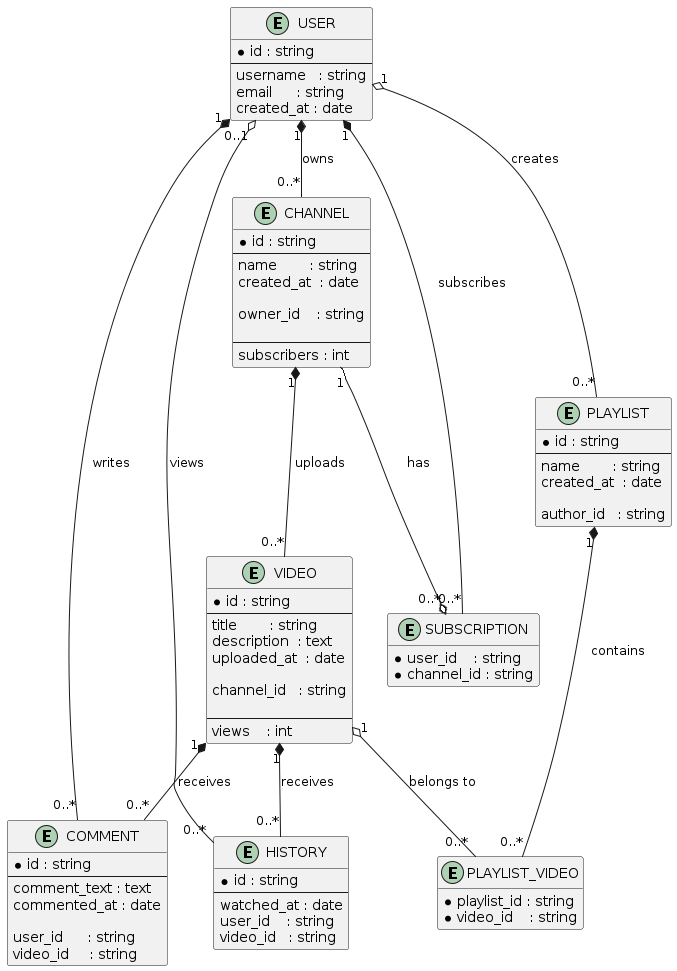 E USER
* id : string
username : string
email : string
created_at : date
1
0..1
1
1
1
owns
creates
0..*
E CHANNEL
* id : string
name : string
created_at : date
owner_id : string
subscribers : int
subscribes
1
1
0..*
E PLAYLIST
* id : string
name : string
created_at : date
author_id : string
1
writes
views
uploads
has
0..*
E VIDEO
* id : string
title : string
description : text
uploaded_at : date
channel_id : string
views : int
0..*
0..*
E SUBSCRIPTION
* user_id : string
* channel_id : string
contains
1
1
1
receives
receives
belongs to
0..*
0..*
0..*
0..*
0..*
0..*
E COMMENT
* id : string
comment_text : text
commented_at : date
user_id : string
video_id : string
E HISTORY
* id : string
watched_at : date
user_id : string
video_id : string
E PLAYLIST_VIDEO
* playlist_id : string
* video_id : string